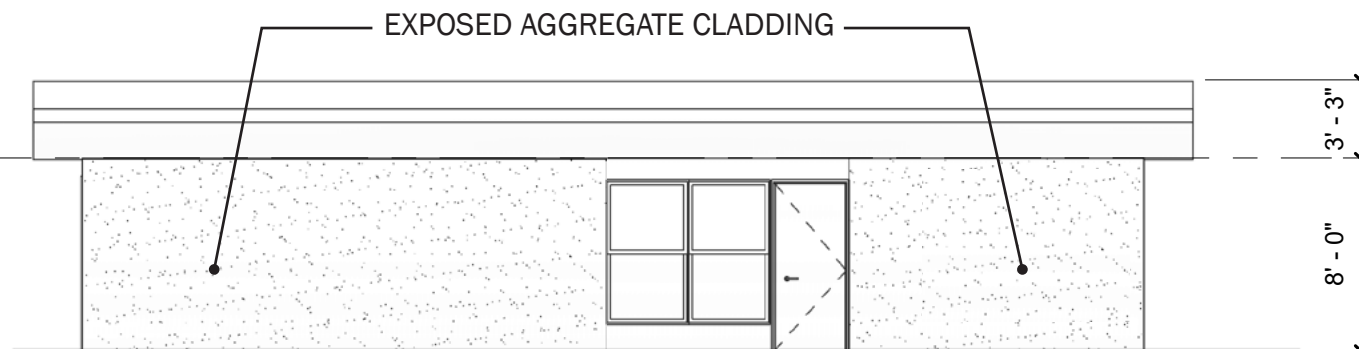 EXPOSED AGGREGATE CLADDING
3' - 3"
8' - 0"